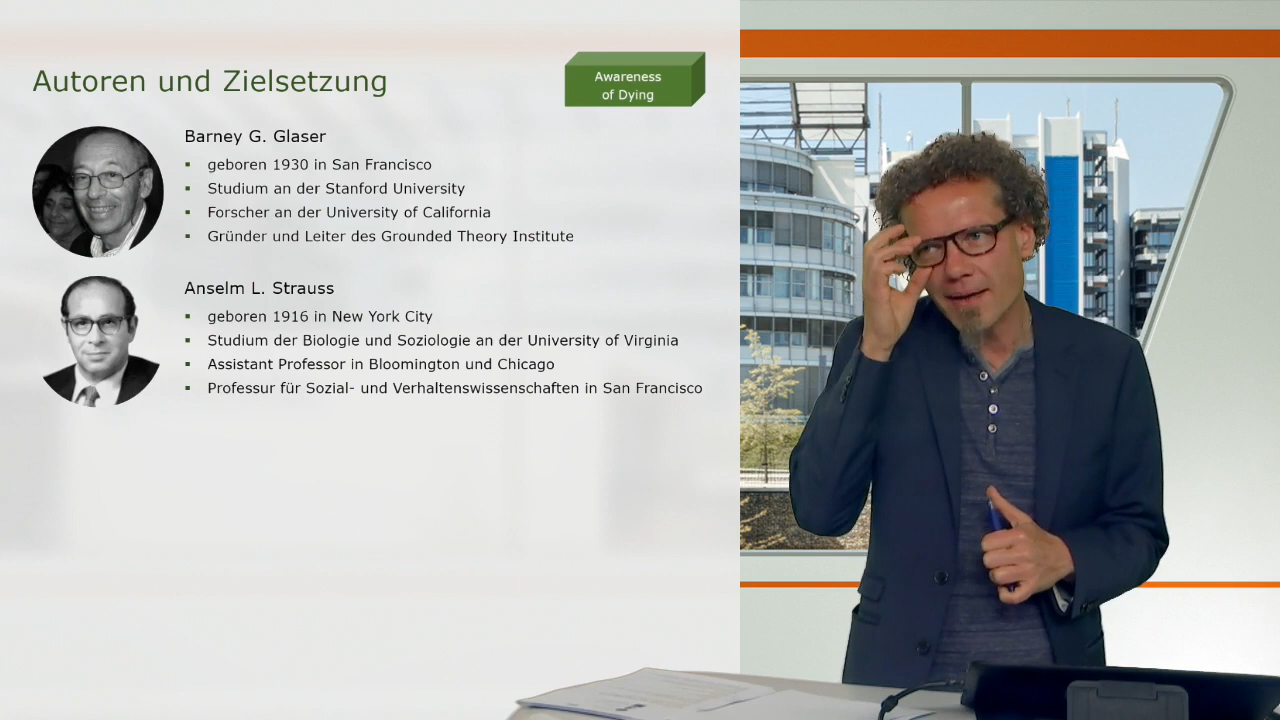 Autoren und Zielsetzung
Awareness
of Dying
Barney G. Glaser
▪ geboren 1930 in San Francisco
▪ Studium an der Stanford University
▪ Forscher an der University of California
▪ Gründer und Leiter des Grounded Theory Institute
Anselm L. Strauss
▪ geboren 1916 in New York City
▪ Studium der Biologie und Soziologie an der University of Virginia
▪ Assistant Professor in Bloomington und Chicago
▪ Professur für Sozial- und Verhaltenswissenschaften in San Francisco